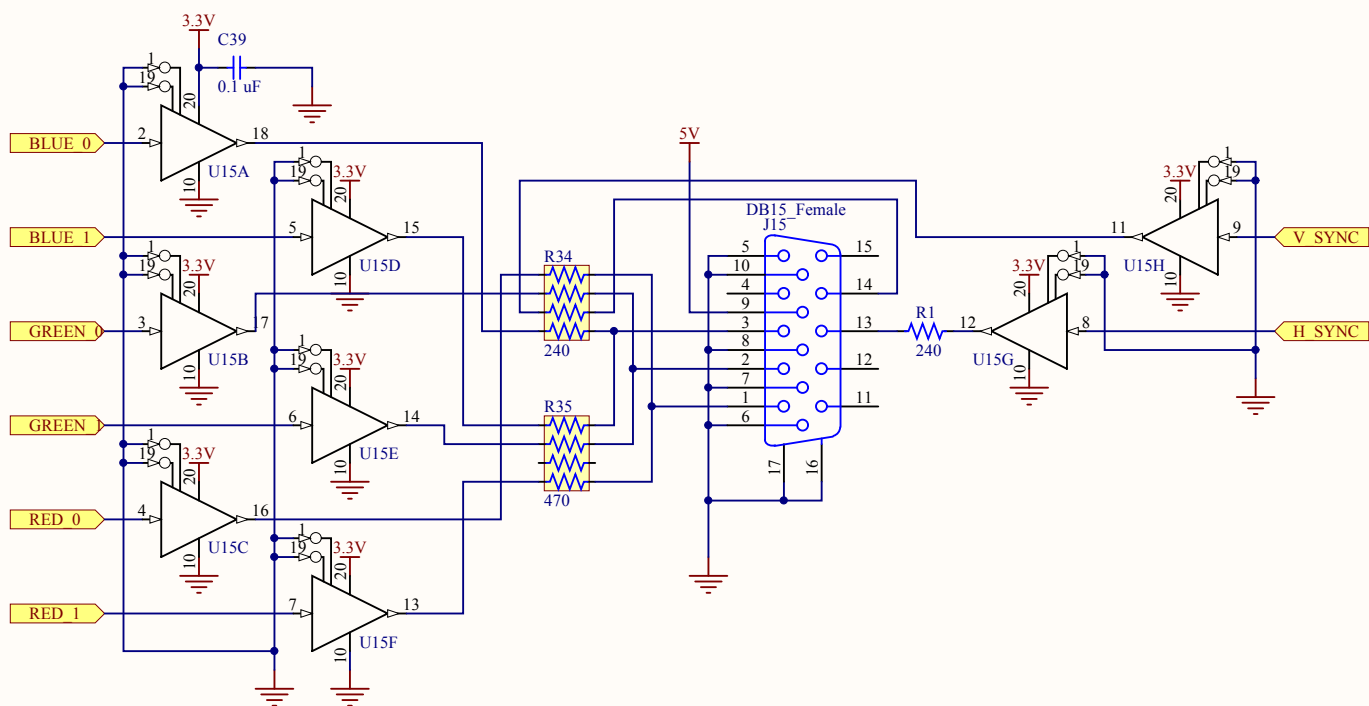 3.3V
C39
0.1 uF
1
19
20
BLUE_0
2
18
U15A
10
1
19
3.3V
20
BLUE_1
5
15
U15D
10
1
19
3.3V
20
GREEN_0
3
17
U15B
10
1
19
3.3V
20
GREEN
6
14
U15E
10
1
19
3.3V
20
RED_0
4
16
U15C
10
1
19
3.3V
20
RED_1
7
13
U15F
10
R34
240
R35
470
5V
DB15_Female
J15
5
10
4
9
3
8
2
7
1
6
15
14
13
12
11
17
16
R1
240
1
19
3.3V
20
11
9
V_SYNC
U15H
10
1
19
3.3V
20
12
8
H_SYNC
U15G
10